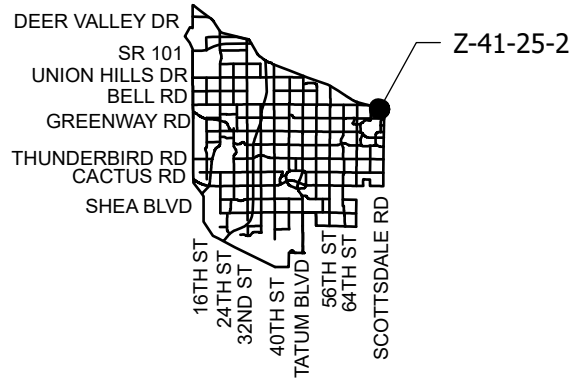 DEER VALLEY DR
Z-41-25-2
SR 101
UNION HILLS DR
BELL RD
GREENWAY RD
THUNDERBIRD RD
CACTUS RD
SHEA BLVD
16TH ST
24TH ST
32ND ST
40TH ST
TATUM BLVD
56TH ST
64TH ST
SCOTTSDALE RD